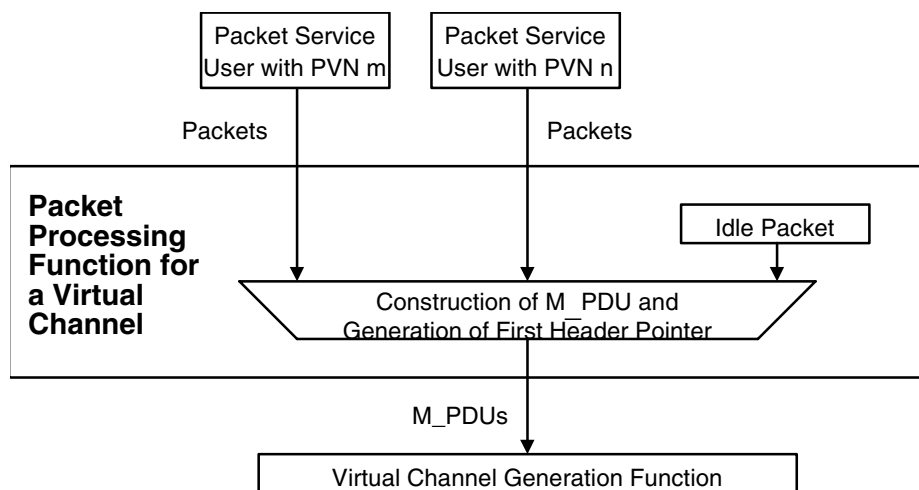 Packet Service
User with PVN m
Packet Service
User with PVN n
Packets
Packets
Packet
Processing
Function for
a Virtual
Channel
Idle Packet
Construction of M_PDU and
Generation of First Header Pointer
M_PDUs
Virtual Channel Generation Function